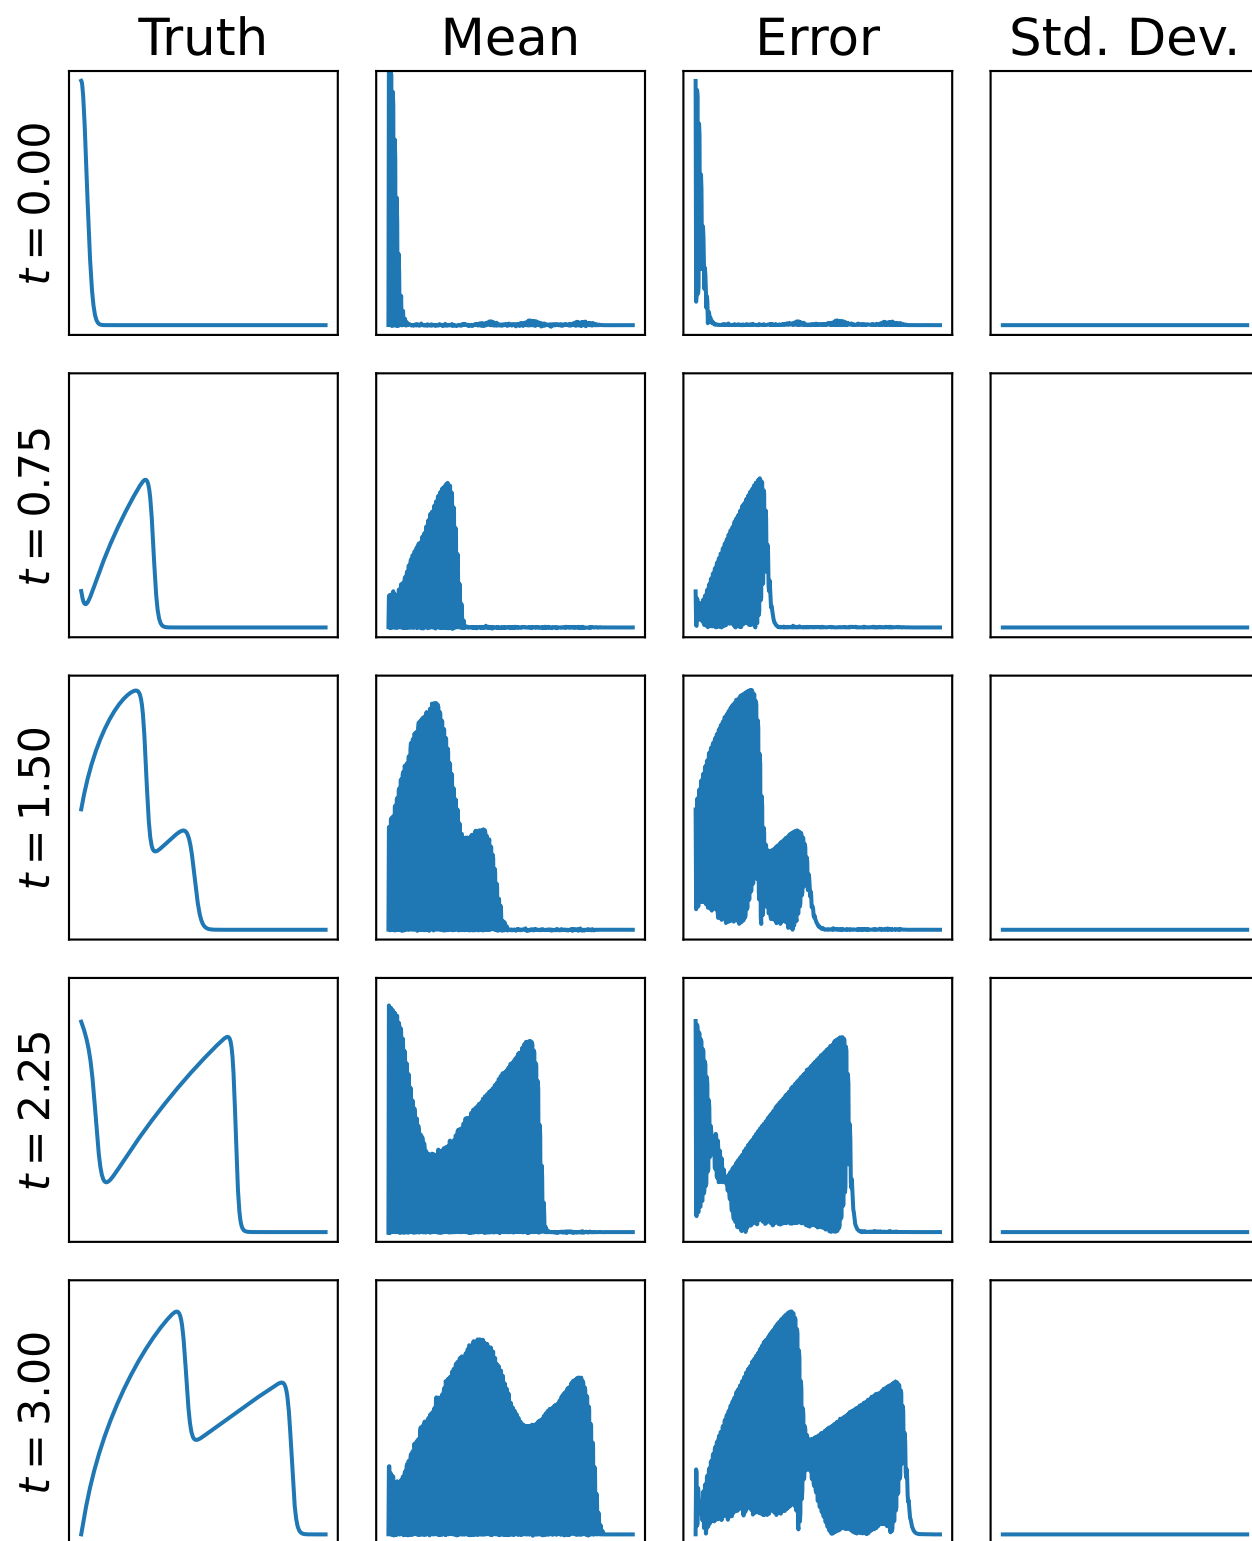 Truth Mean Error Std. Dev.
t = 0.00
t = 0.75
t = 1.50
t = 2.25
t = 3.00